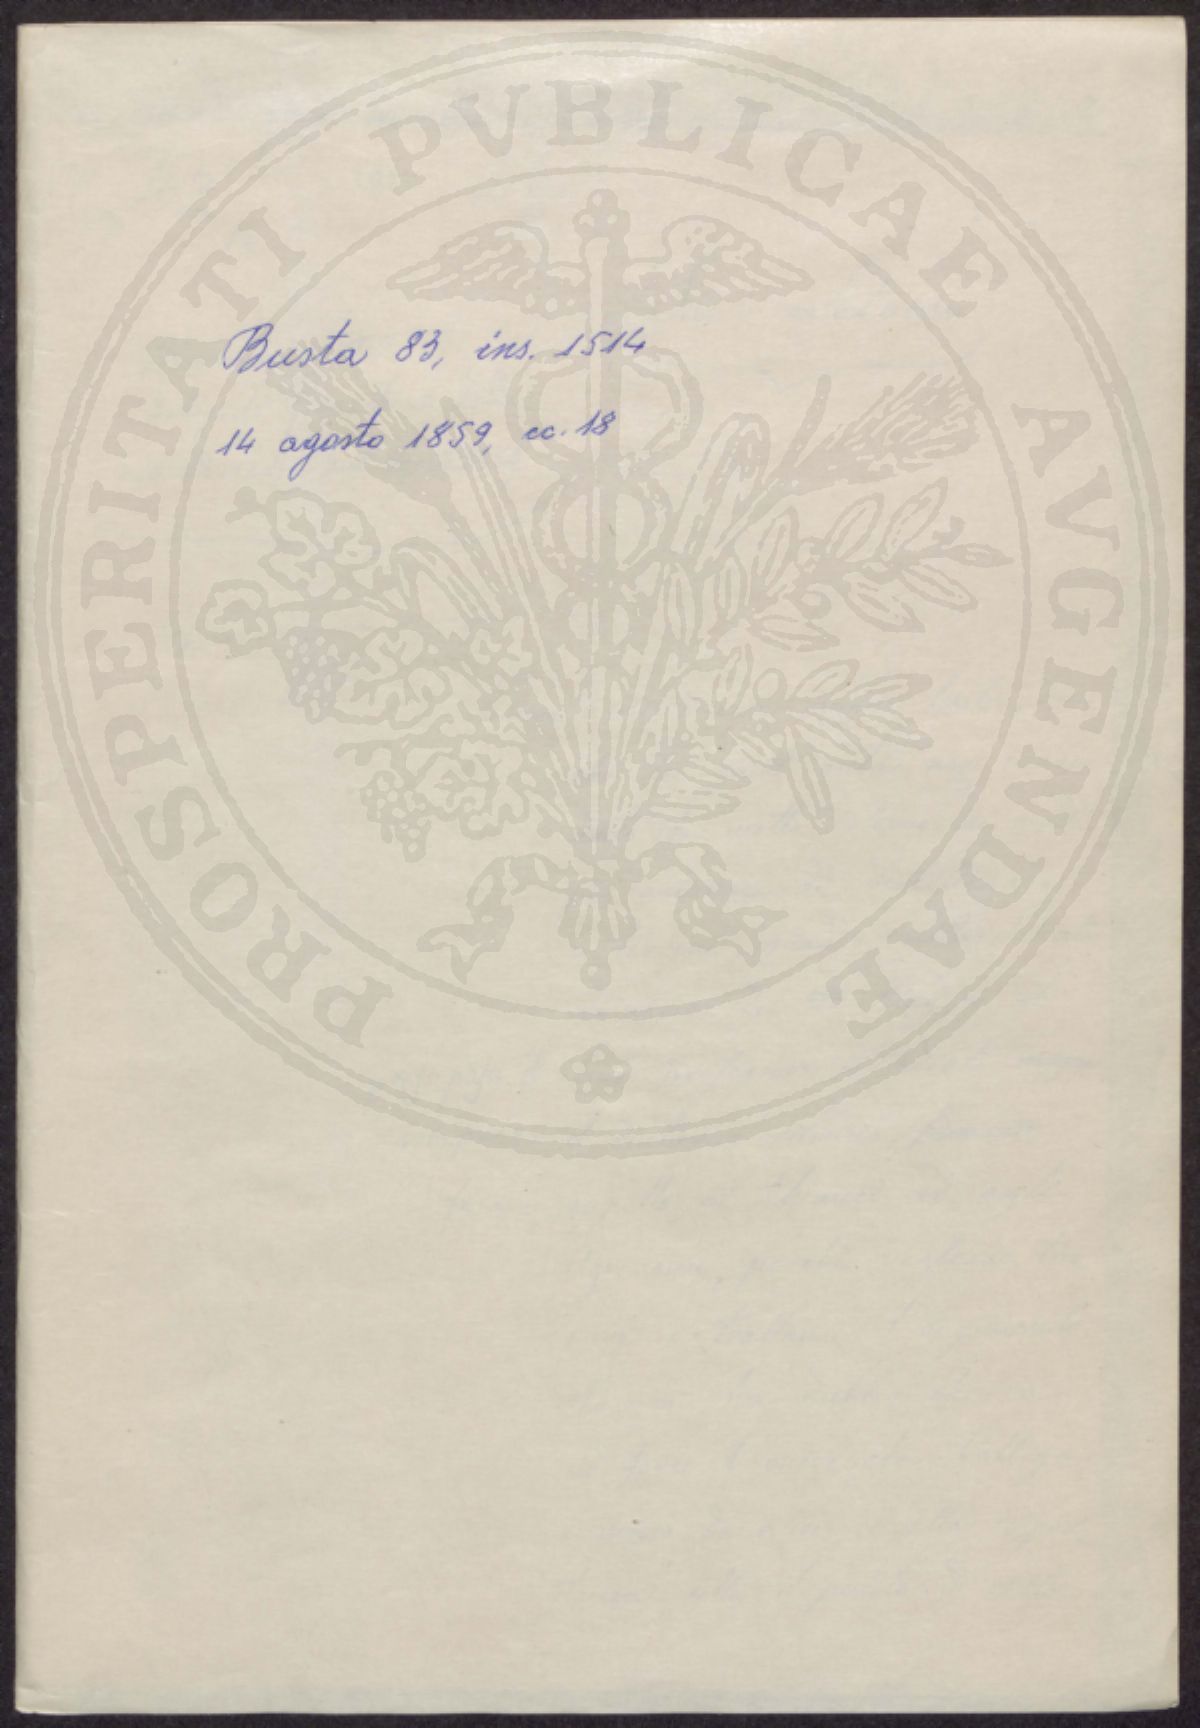 PROSPERITATI PVBLICAE AVGENDAE
Busta 83, ins. 1514
14 agosto 1859, cc. 18